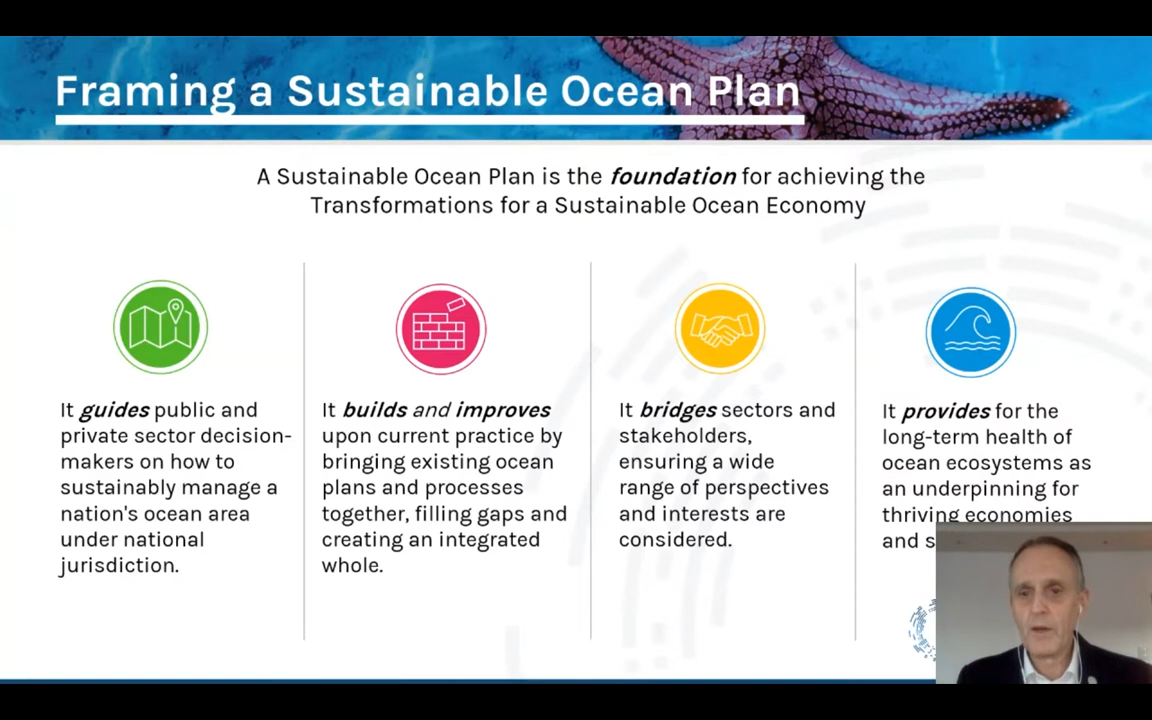 Framing a Sustainable Ocean Plan
A Sustainable Ocean Plan is the foundation for achieving the
Transformations for a Sustainable Ocean Economy
It guides public and
private sector decision-
makers on how to
sustainably manage a
nation's ocean area
under national
jurisdiction.
It builds and improves
upon current practice by
bringing existing ocean
plans and processes
together, filling gaps and
creating an integrated
whole.
It bridges sectors and
stakeholders,
ensuring a wide
range of perspectives
and interests are
considered.
It provides for the
long-term health of
ocean ecosystems as
an underpinning for
thriving economies
and